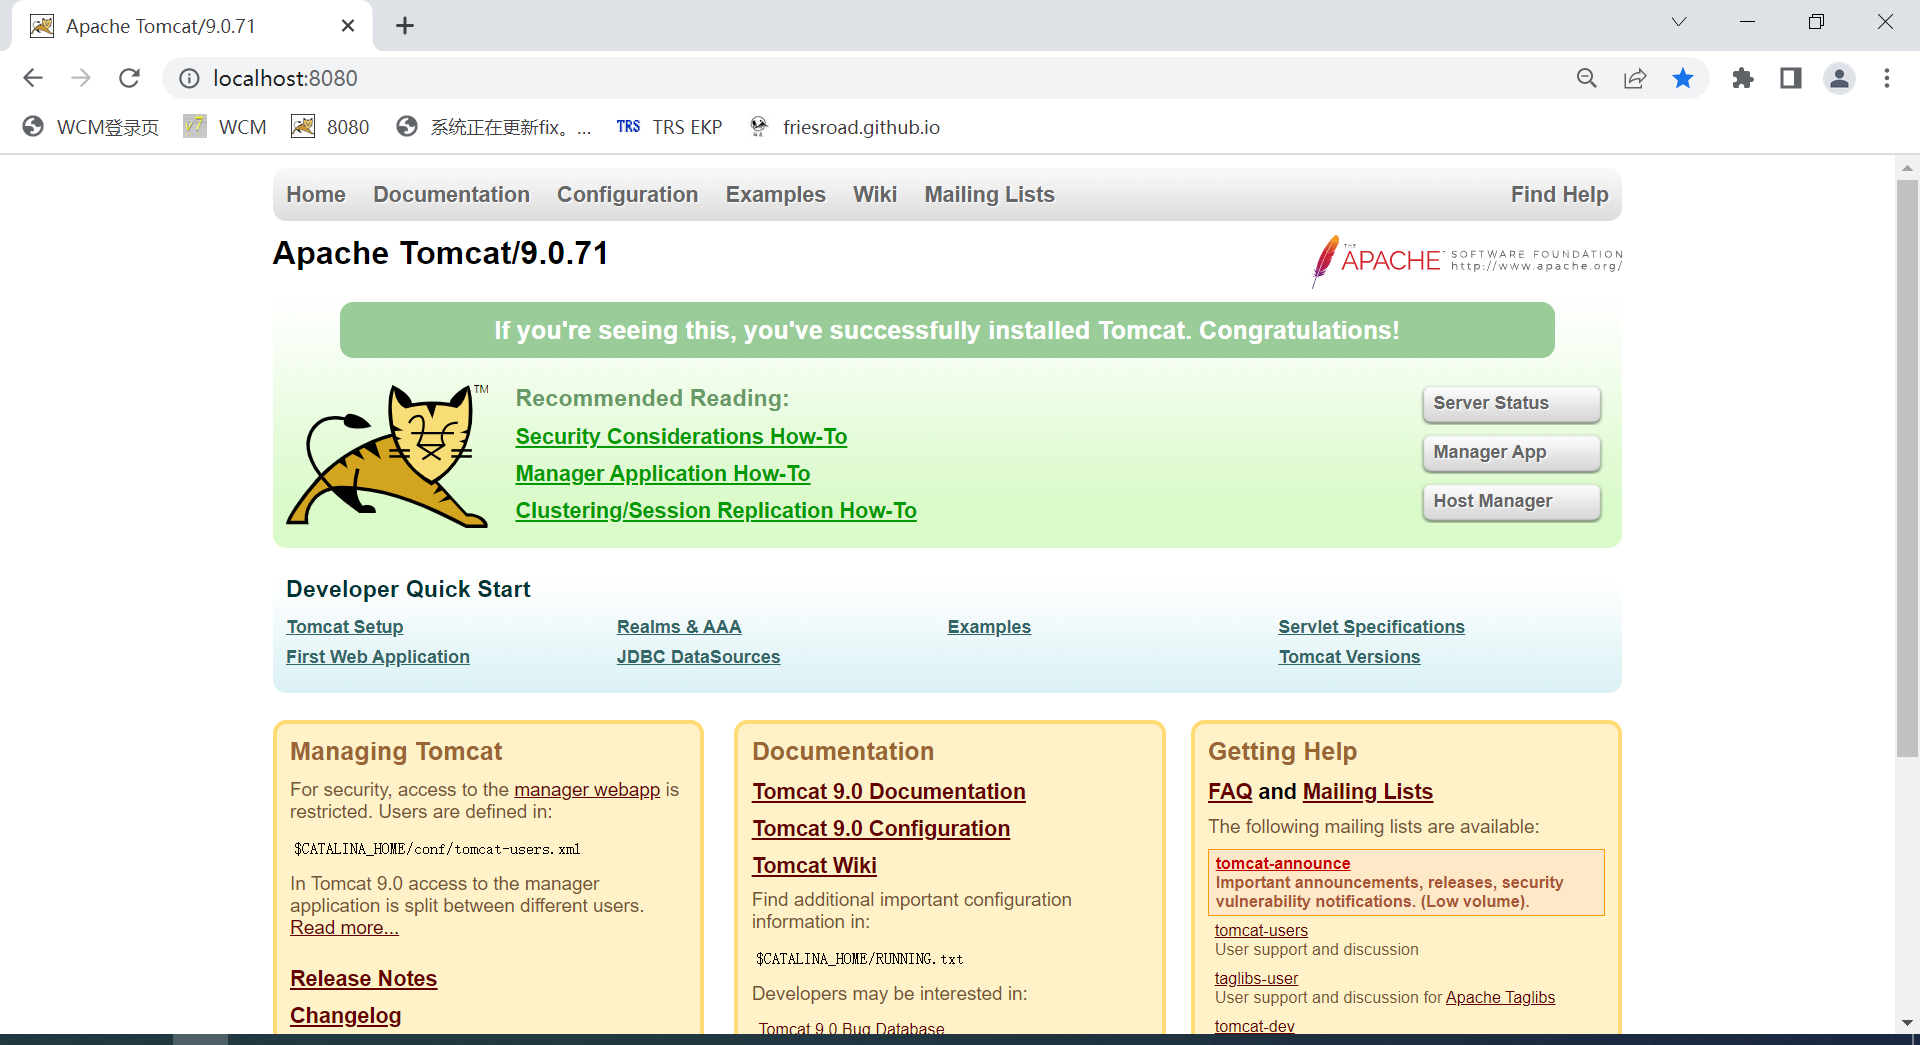 Apache Tomcat/9.0.71
localhost:8080
WCM登录页
v7
WCM
8080
系统正在更新fix。...
TRS
TRS EKP
friesroad.github.io
Home
Documentation
Configuration
Examples
Wiki
Mailing Lists
Find Help
Apache Tomcat/9.0.71
THE
APACHE
SOFTWARE FOUNDATION
http://www.apache.org/
If you're seeing this, you've successfully installed Tomcat. Congratulations!
TM
Recommended Reading:
Security Considerations How-To
Manager Application How-To
Clustering/Session Replication How-To
Server Status
Manager App
Host Manager
Developer Quick Start
Tomcat Setup
First Web Application
Realms & AAA
JDBC DataSources
Examples
Servlet Specifications
Tomcat Versions
Managing Tomcat
For security, access to the manager webapp is
restricted. Users are defined in:
$CATALINA_HOME/conf/tomcat-users.xml
In Tomcat 9.0 access to the manager
application is split between different users.
Read more...
Release Notes
Changelog
Documentation
Tomcat 9.0 Documentation
Tomcat 9.0 Configuration
Tomcat Wiki
Find additional important configuration
information in:
$CATALINA_HOME/RUNNING.txt
Developers may be interested in:
Tomcat 9.0 Bug Database
Getting Help
FAQ and Mailing Lists
The following mailing lists are available:
tomcat-announce
Important announcements, releases, security
vulnerability notifications. (Low volume).
tomcat-users
User support and discussion
taglibs-user
User support and discussion for Apache Taglibs
tomcat-dev